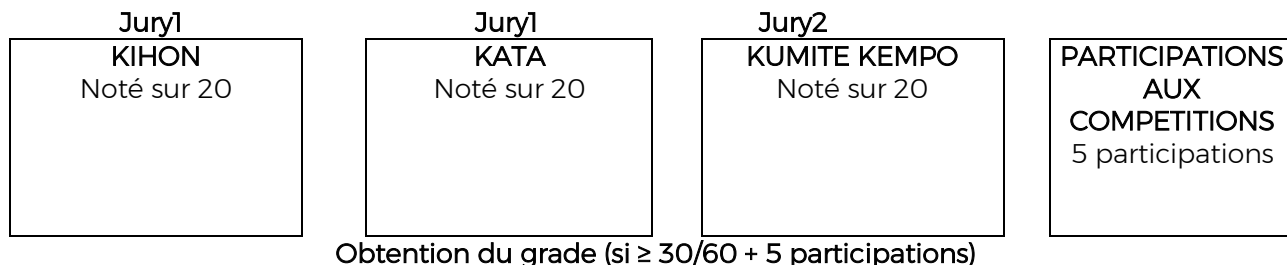 Jury1
KIHON
Noté sur 20
Jury1
KATA
Noté sur 20
Jury2
KUMITE KEMPO
Noté sur 20
PARTICIPATIONS
AUX
COMPETITIONS
5 participations
Obtention du grade (si ≥ 30/60 + 5 participations)